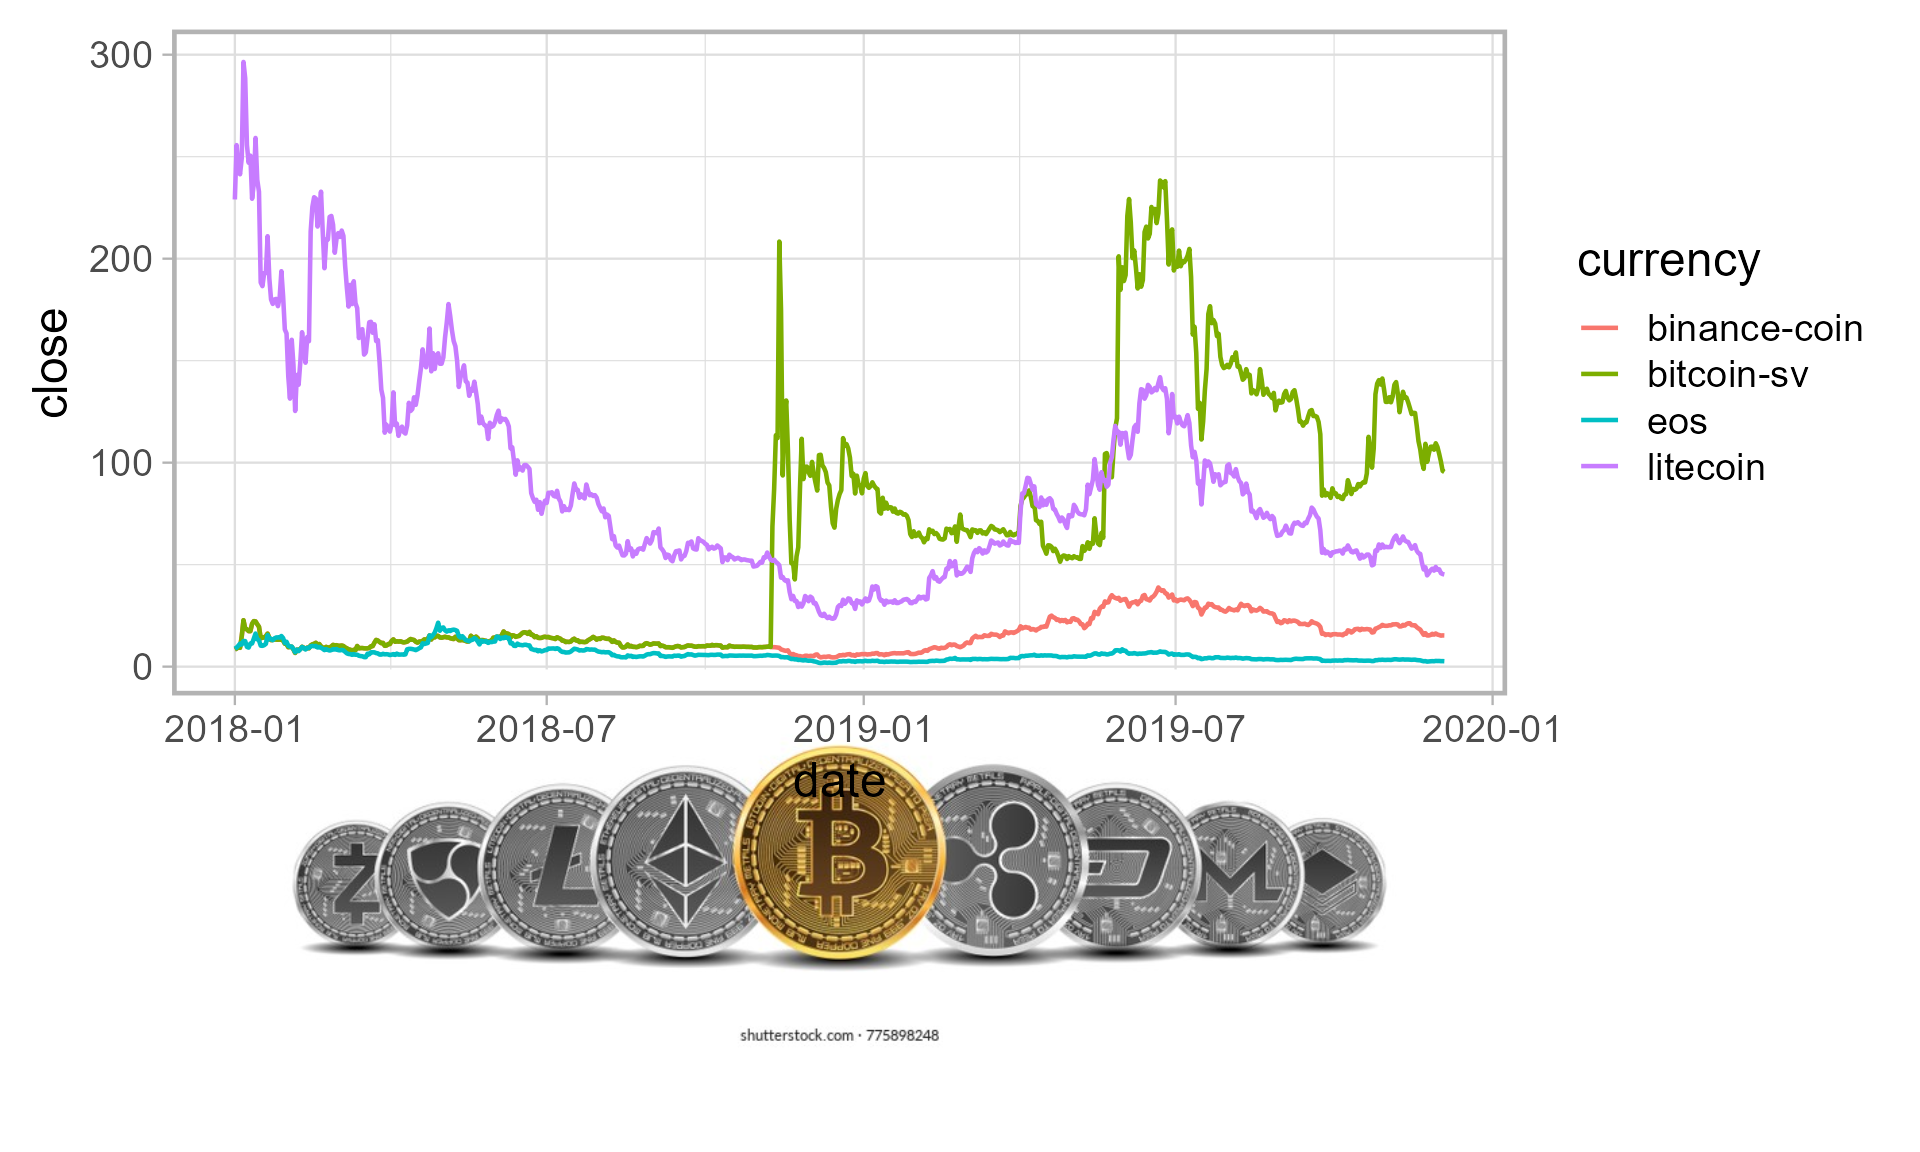 300
200
100
0
close
2018-01 2018-07 2019-01 2019-07 2020-01
date
currency
binance-coin
bitcoin-sv
eos
litecoin
shutterstock.com · 775898248